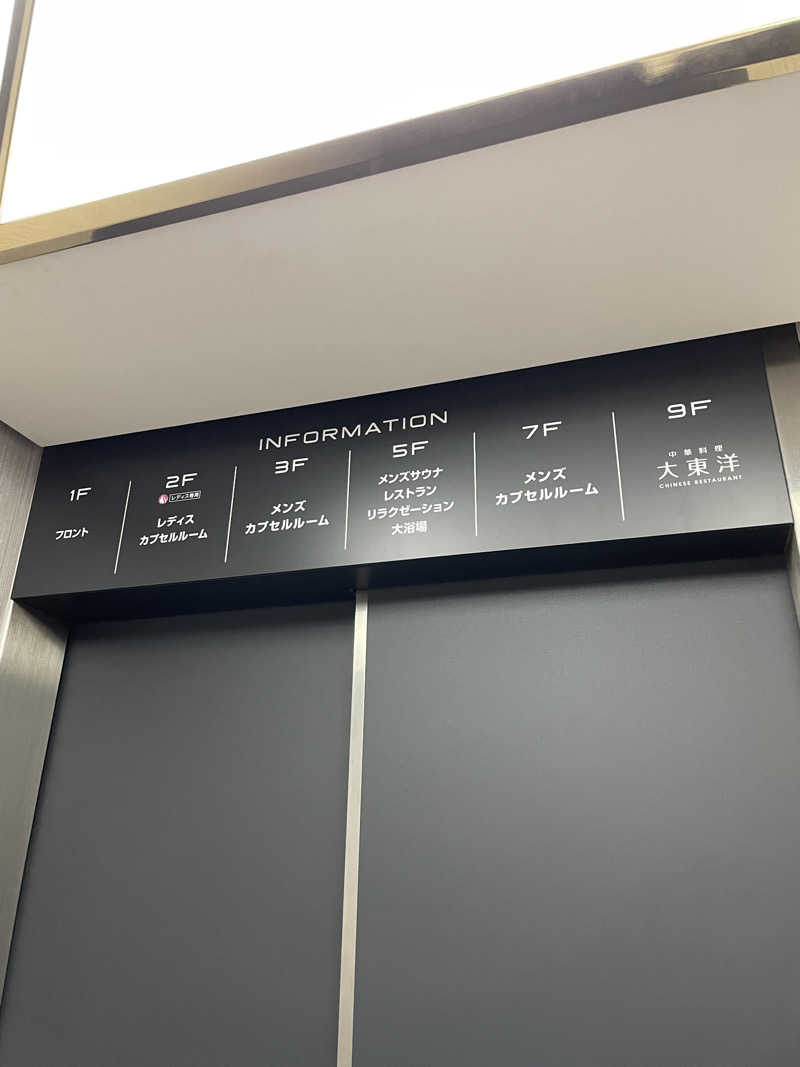 INFORMATION
1F
フロント
2F
レディス専用
レディス
カプセルルーム
3F
メンズ
カプセルルーム
5F
メンズサウナ
レストラン
リラクゼーション
大浴場
7F
メンズ
カプセルルーム
9F
中華料理
大東洋
CHINESE RESTAURANT